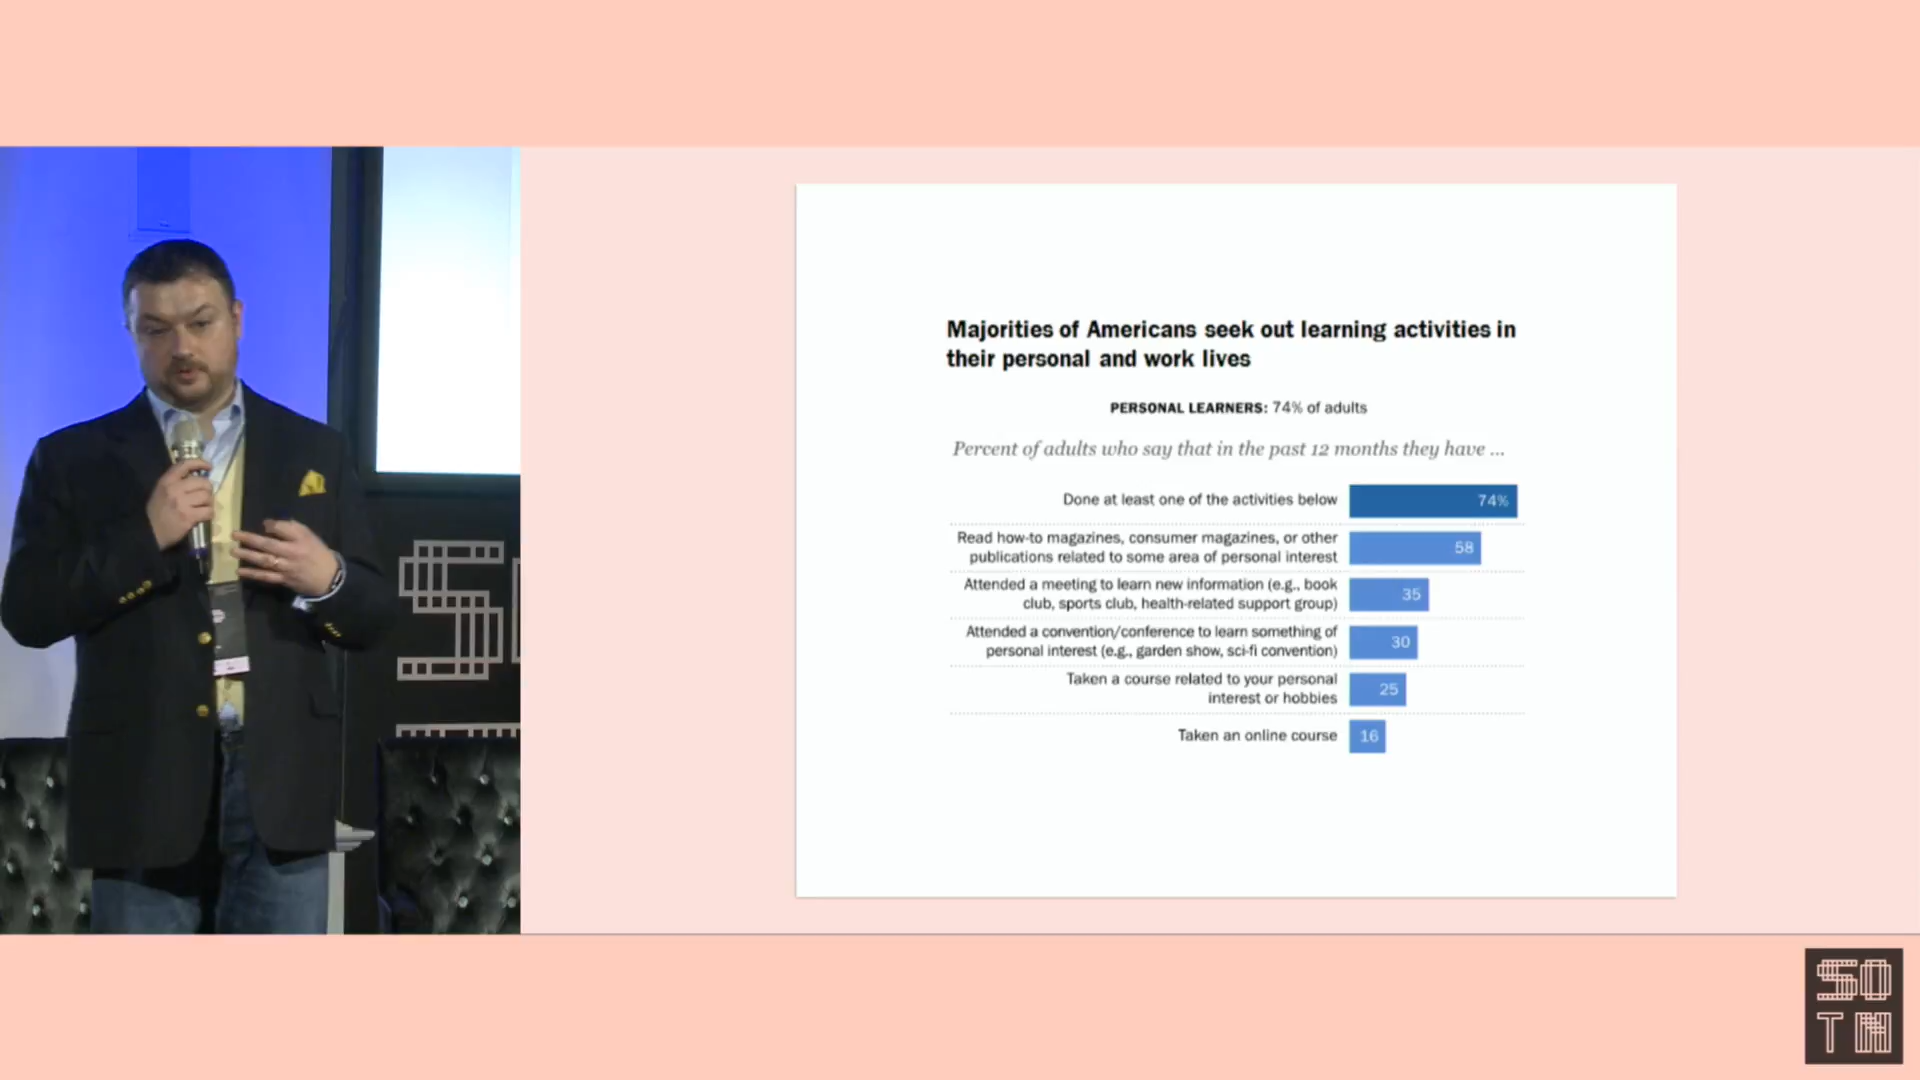 Majorities of Americans seek out learning activities in
their personal and work lives
PERSONAL LEARNERS: 74% of adults
Percent of adults who say that in the past 12 months they have ...
Done at least one of the activities below 74%
Read how-to magazines, consumer magazines, or other
publications related to some area of personal interest 58
Attended a meeting to learn new information (e.g., book
club, sports club, health-related support group) 35
Attended a convention/conference to learn something of
personal interest (e.g., garden show, sci-fi convention) 30
Taken a course related to your personal
interest or hobbies 25
Taken an online course 16
S
SO
TH